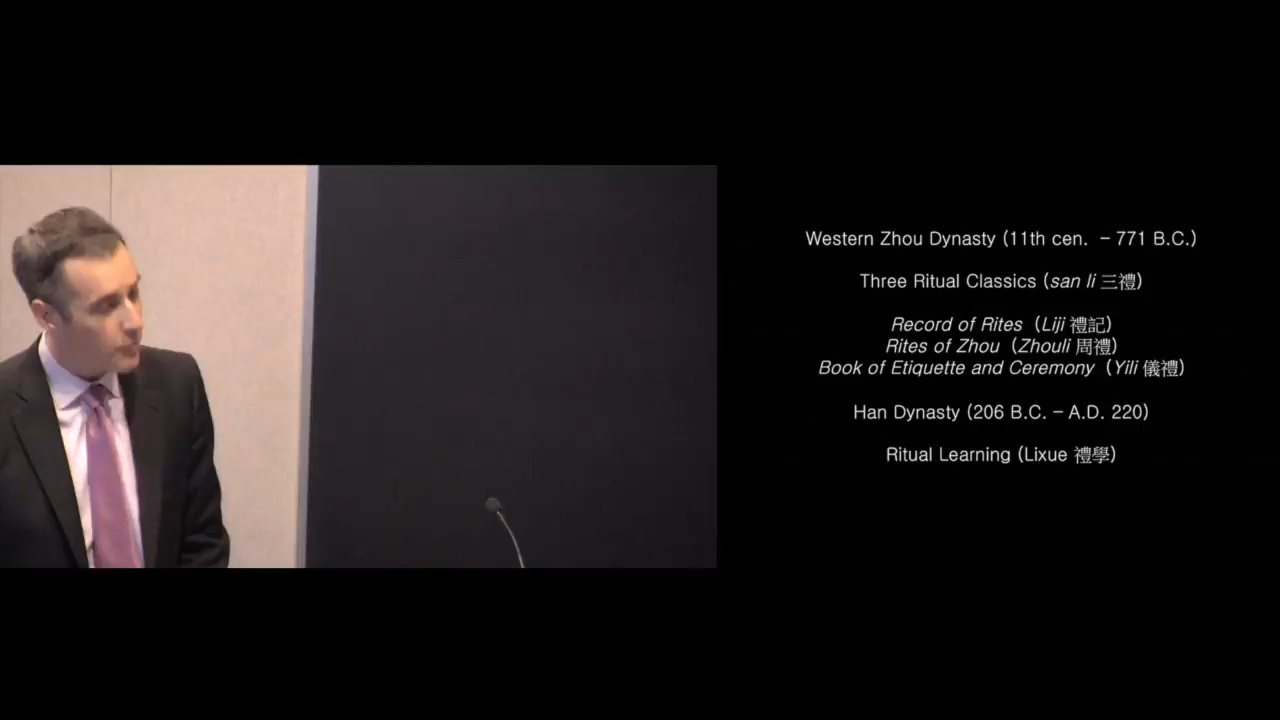 Western Zhou Dynasty (11th cen. – 771 B.C.)
Three Ritual Classics (san li 三禮)
Record of Rites (Liji 禮記)
Rites of Zhou (Zhouli 周禮)
Book of Etiquette and Ceremony (Yili 儀禮)
Han Dynasty (206 B.C. – A.D. 220)
Ritual Learning (Lixue 禮學)